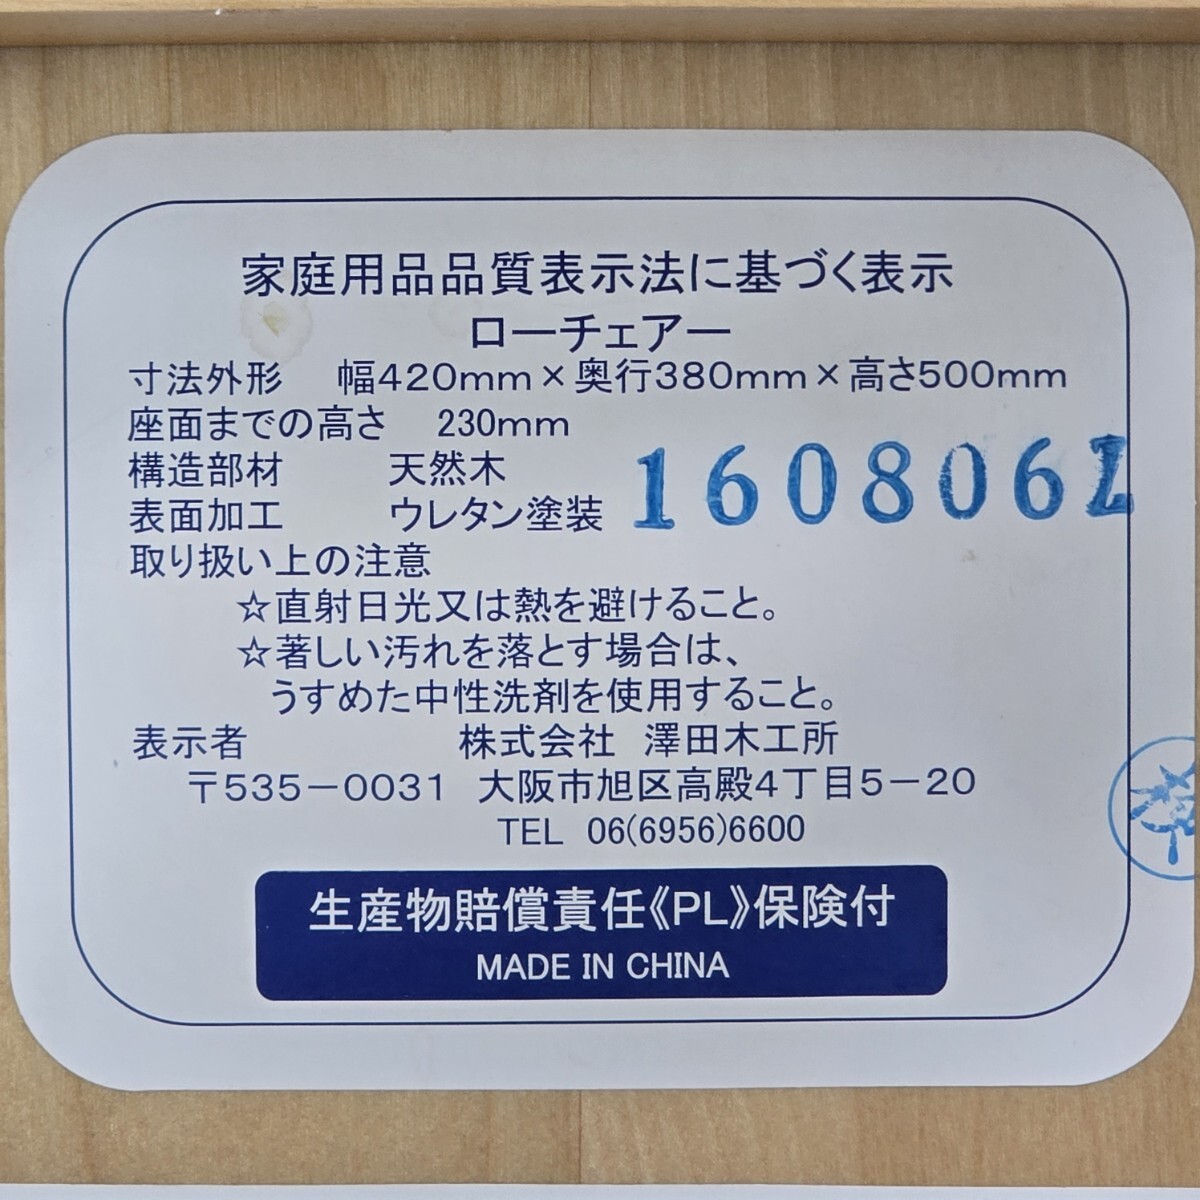 家庭用品品質表示法に基づく表示
ローチェアー
寸法外形　幅420mm×奥行380mm×高さ500mm
座面までの高さ　230mm
構造部材　天然木
表面加工　ウレタン塗装
160806
取り扱い上の注意
☆直射日光又は熱を避けること。
☆著しい汚れを落とす場合は、
うすめた中性洗剤を使用すること。
表示者　株式会社 澤田木工所
〒535-0031 大阪市旭区高殿4丁目5-20
TEL 06(6956)6600
生産物賠償責任《PL》保険付
MADE IN CHINA